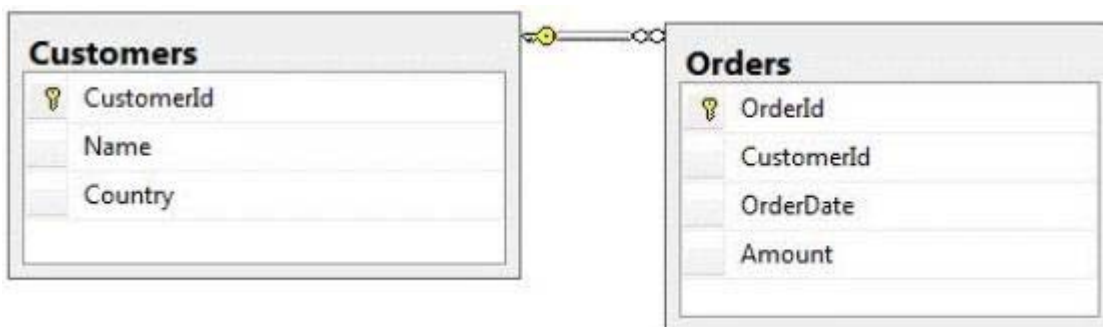 Customers
CustomerId
Name
Country
Orders
OrderId
CustomerId
OrderDate
Amount